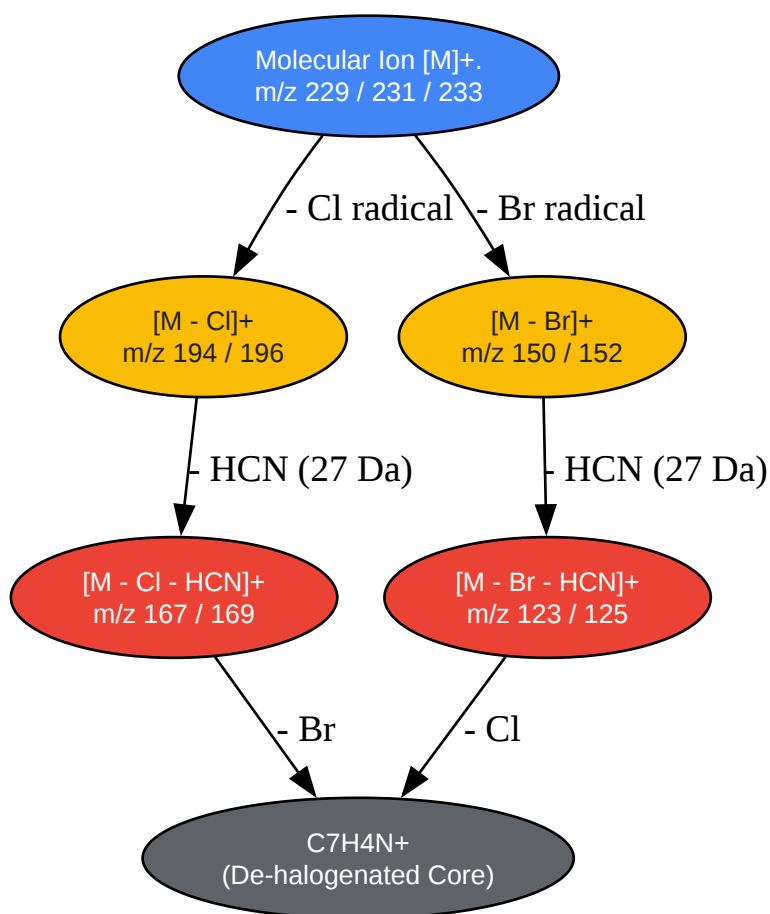 Molecular Ion [M]+.
m/z 229 / 231 / 233
- Cl radical
- Br radical
[M - Cl]+
m/z 194 / 196
[M - Br]+
m/z 150 / 152
- HCN (27 Da)
- HCN (27 Da)
[M - Cl - HCN]+
m/z 167 / 169
[M - Br - HCN]+
m/z 123 / 125
- Br
- Cl
C7H4N+
(De-halogenated Core)